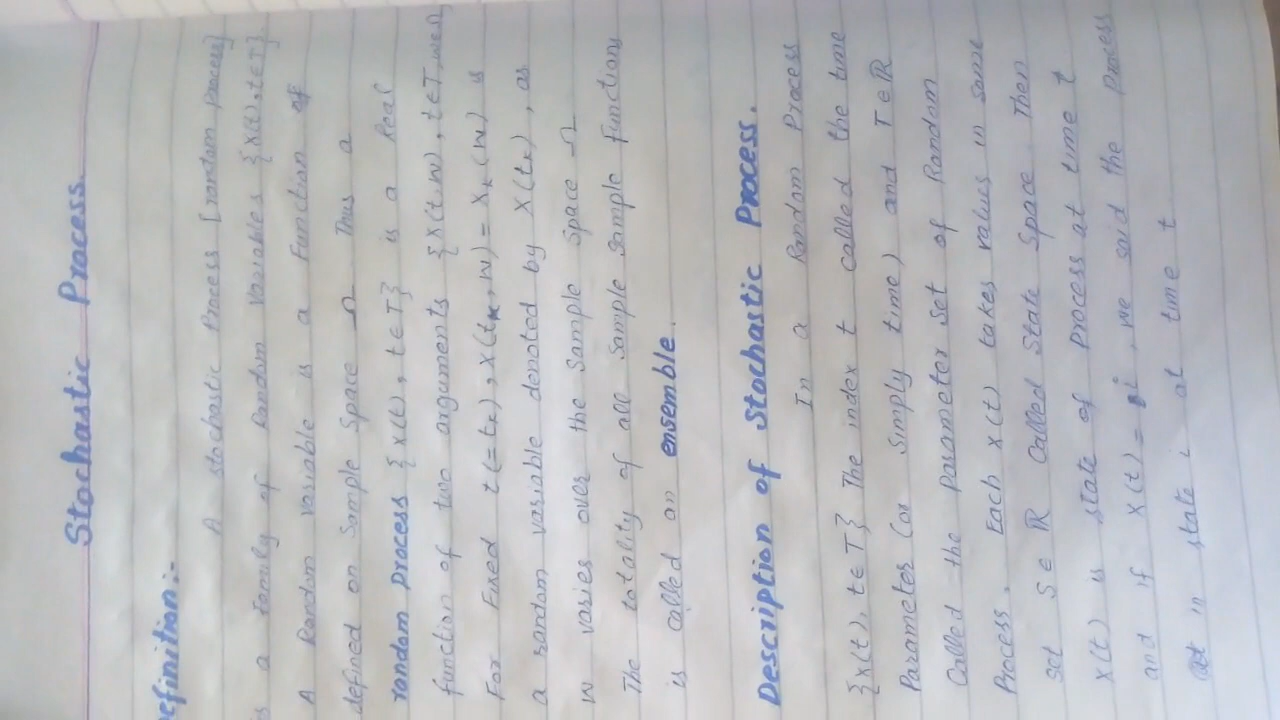 Stochastic Process.
efinition:-
A stochastic Process [random process]
is a family of random variables {X(t), t∈T}.
A Random variable is a Function of
defined on Sample Space Ω Thus a
random process {x(t), t∈T} is a Real
function of two arguments {X(t,w), t∈T, w∈Ω}
For Fixed t(=tk), X(tk,w) = Xk(w) is
a random variable denoted by X(tk), as
w varies over the Sample Space Ω
The totality of all sample sample functions
is called an ensemble.
Description of Stochastic Process.
In a Random Process
{x(t), t∈T} The index t called the time
Parameter (or Simply time) and T∈ℝ
Called the parameter set of Random
Process. Each x(t) takes values in some
set S∈ℝ Called State Space. Then
X(t) is state of process at time t
and if X(t) = i, we said the process
in state i at time t